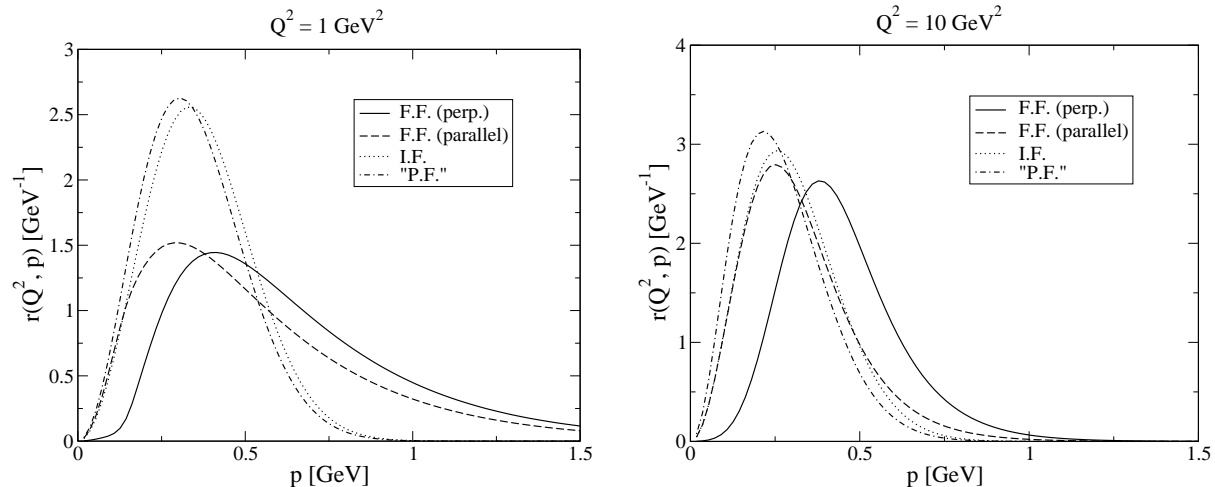 Q² = 1 GeV²
r(Q², p) [GeV⁻¹]
3
2.5
2
1.5
1
0.5
0
F.F. (perp.)
F.F. (parallel)
I.F.
"P.F."
0 0.5 1 1.5
p [GeV]
Q² = 10 GeV²
r(Q², p) [GeV⁻¹]
4
3
2
1
0
F.F. (perp.)
F.F. (parallel)
I.F.
"P.F."
0 0.5 1 1.5
p [GeV]